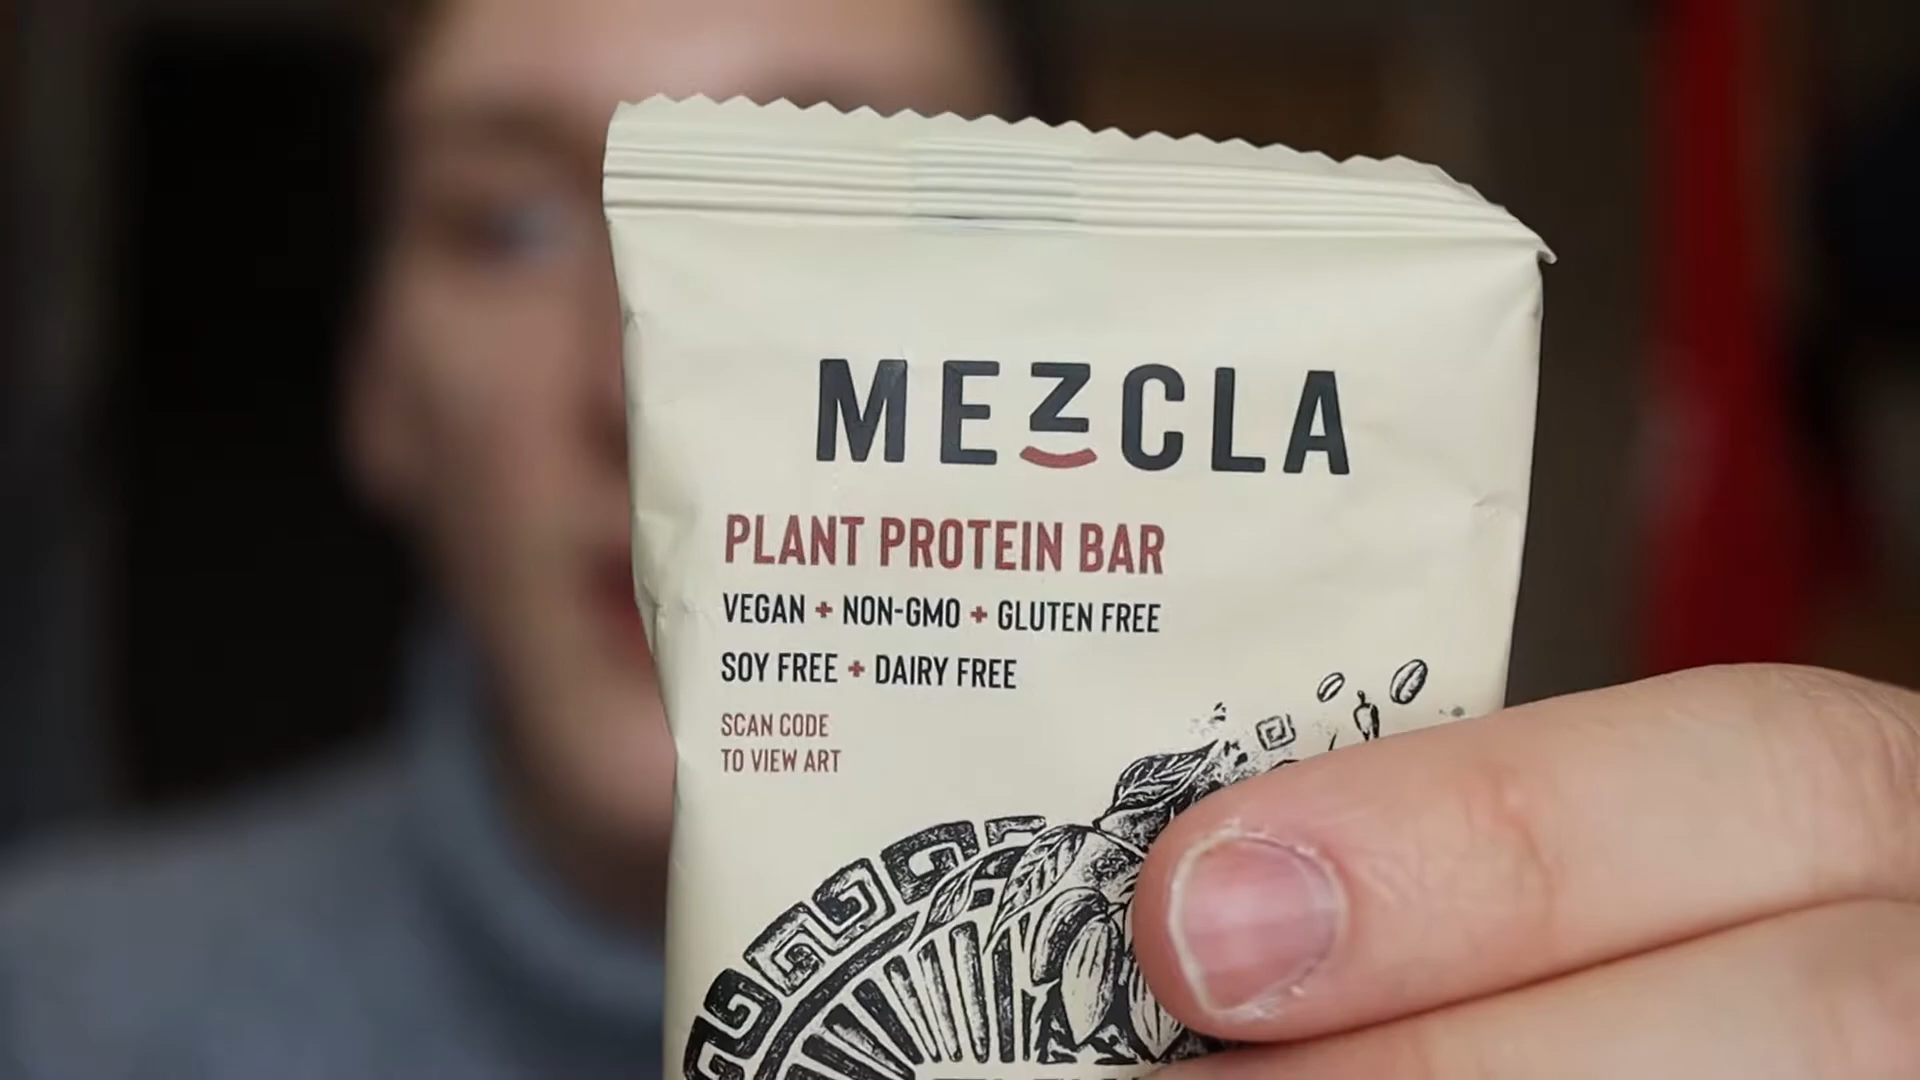 MEZCLA
PLANT PROTEIN BAR
VEGAN + NON-GMO + GLUTEN FREE
SOY FREE + DAIRY FREE
SCAN CODE
TO VIEW ART